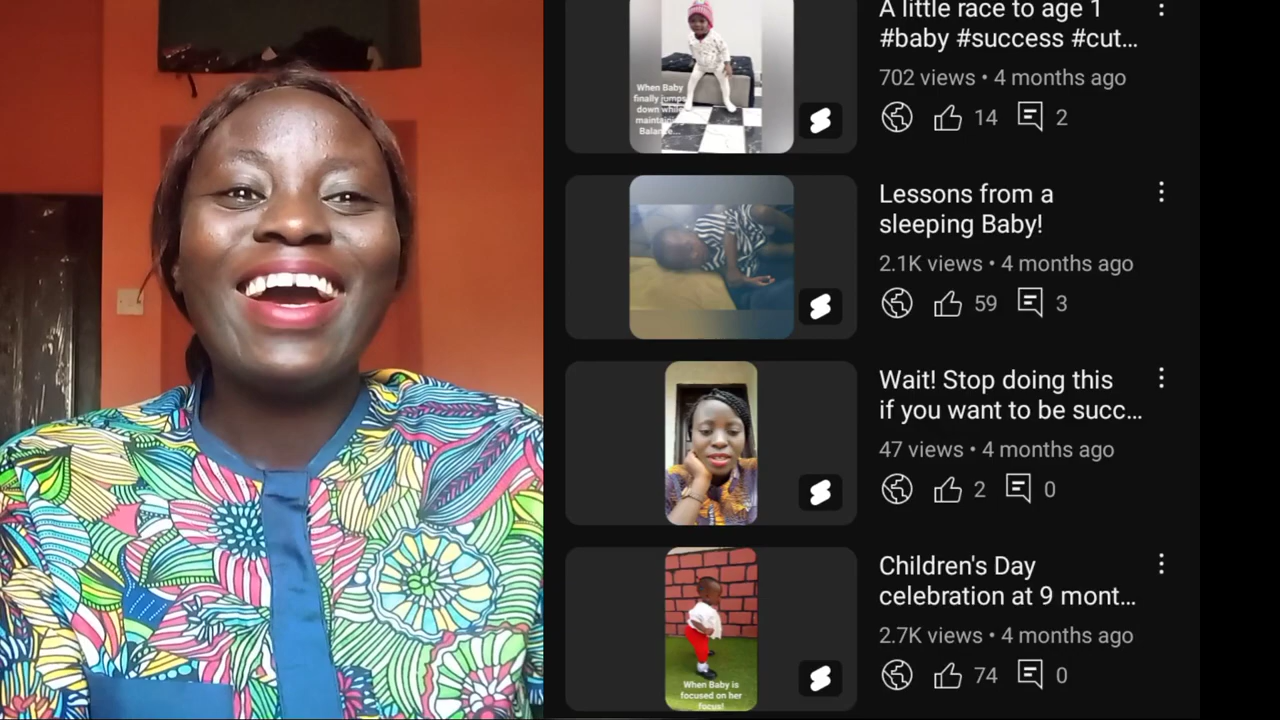 A little race to age 1
#baby #success #cut...
702 views • 4 months ago
14
2
When Baby
finally jumps
down while
maintaining
Balance...
Lessons from a
sleeping Baby!
2.1K views • 4 months ago
59
3
Wait! Stop doing this
if you want to be succ...
47 views • 4 months ago
2
0
Children's Day
celebration at 9 mont...
2.7K views • 4 months ago
74
0
When Baby is
focused on her
focus!